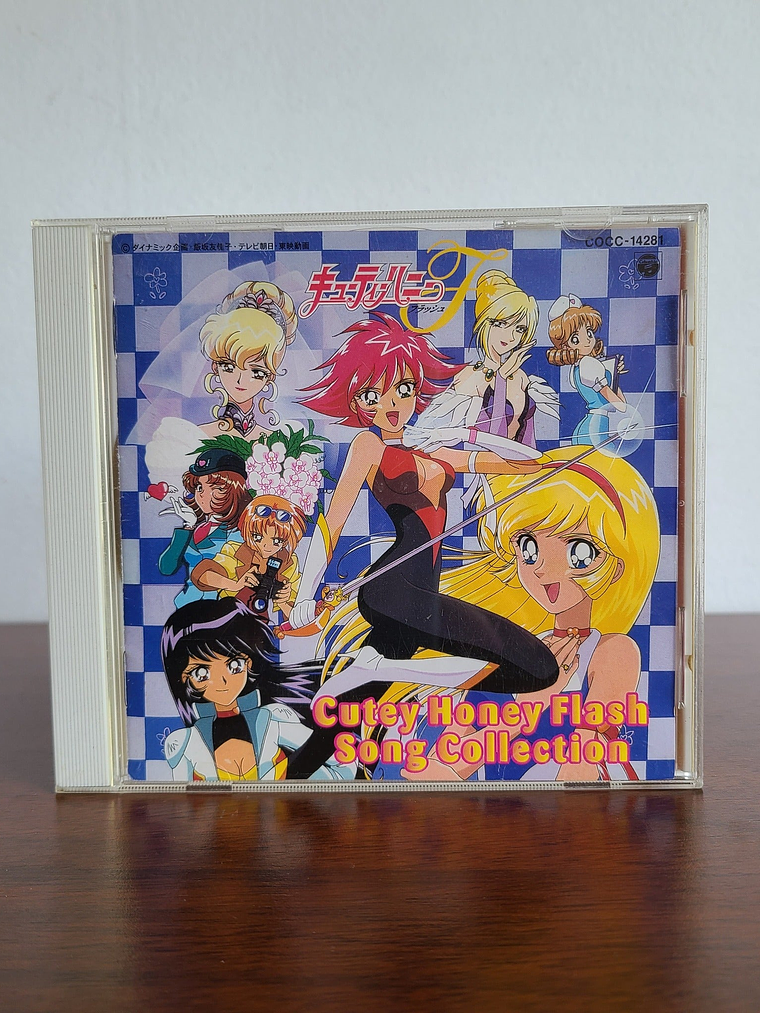 ©ダイナミック企画・飯坂友佳子・テレビ朝日・東映動画
COCC-14281
キューティーハニーF
フラッシュ
Cutey Honey Flash
Song Collection